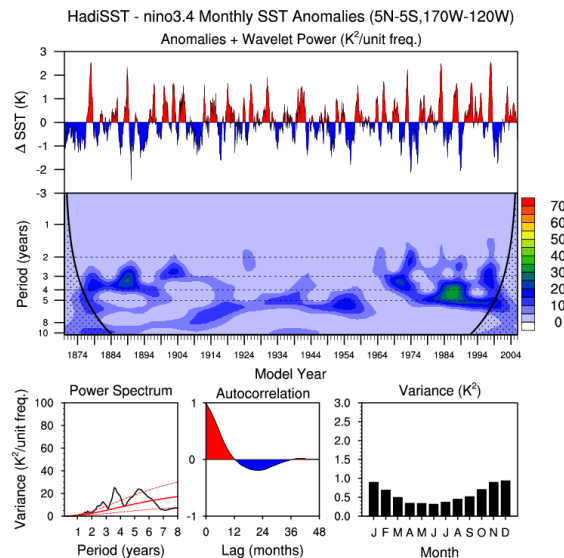 HadiSST - nino3.4 Monthly SST Anomalies (5N-5S,170W-120W)
Anomalies + Wavelet Power (K2/unit freq.)
Δ SST (K)
3
2
1
0
-1
-2
-3
Period (years)
1
2
3
4
5
8
10
70
60
50
40
30
20
10
0
1874 1884 1894 1904 1914 1924 1934 1944 1954 1964 1974 1984 1994 2004
Model Year
Power Spectrum
Variance (K2/unit freq.)
100
80
60
40
20
0
1 2 3 4 5 6 7 8
Period (years)
Autocorrelation
1
0
-1
0 12 24 36 48
Lag (months)
Variance (K2)
3.0
2.5
2.0
1.5
1.0
0.5
0.0
J F M A M J J A S O N D
Month